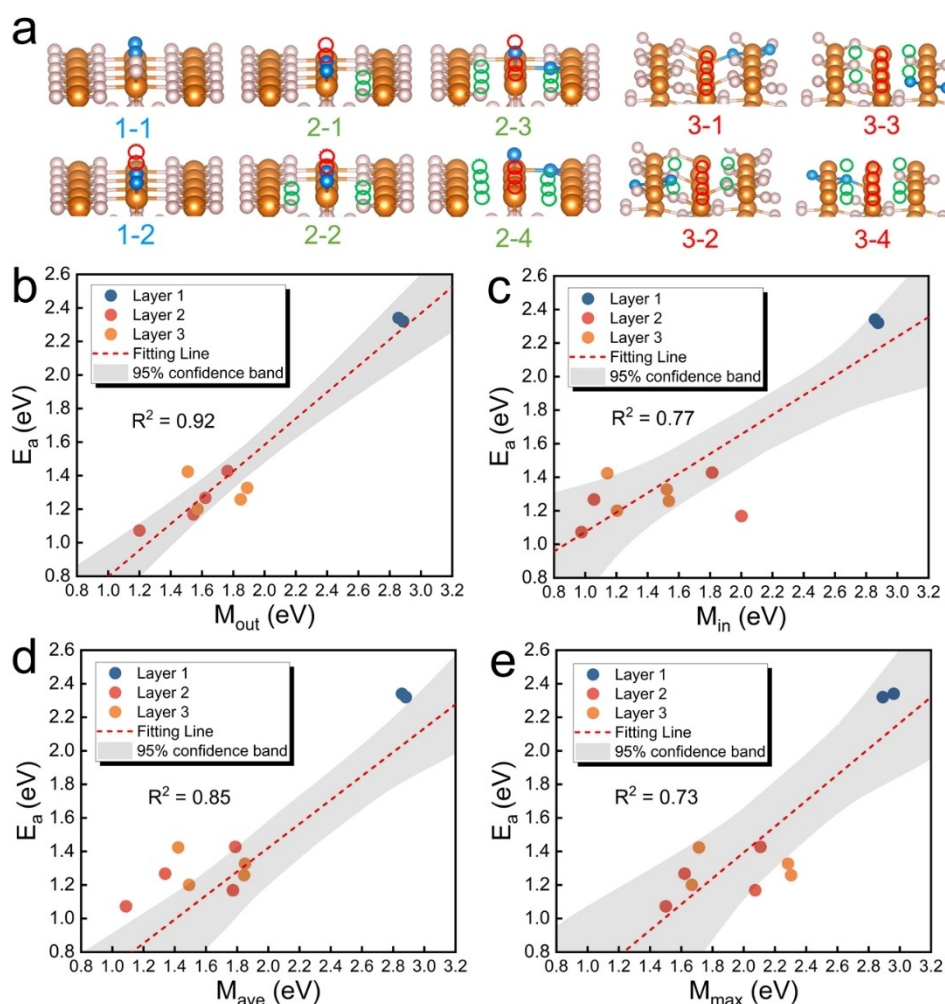 a
1-1
2-1
2-3
3-1
3-3
1-2
2-2
2-4
3-2
3-4
b
2.6
2.4
2.2
2.0
1.8
1.6
1.4
1.2
1.0
0.8
E_a (eV)
Layer 1
Layer 2
Layer 3
Fitting Line
95% confidence band
R² = 0.92
0.8 1.0 1.2 1.4 1.6 1.8 2.0 2.2 2.4 2.6 2.8 3.0 3.2
M_out (eV)
c
2.6
2.4
2.2
2.0
1.8
1.6
1.4
1.2
1.0
0.8
E_a (eV)
Layer 1
Layer 2
Layer 3
Fitting Line
95% confidence band
R² = 0.77
0.8 1.0 1.2 1.4 1.6 1.8 2.0 2.2 2.4 2.6 2.8 3.0 3.2
M_in (eV)
d
2.6
2.4
2.2
2.0
1.8
1.6
1.4
1.2
1.0
0.8
E_a (eV)
Layer 1
Layer 2
Layer 3
Fitting Line
95% confidence band
R² = 0.85
0.8 1.0 1.2 1.4 1.6 1.8 2.0 2.2 2.4 2.6 2.8 3.0 3.2
M_ave (eV)
e
2.6
2.4
2.2
2.0
1.8
1.6
1.4
1.2
1.0
0.8
E_a (eV)
Layer 1
Layer 2
Layer 3
Fitting Line
95% confidence band
R² = 0.73
0.8 1.0 1.2 1.4 1.6 1.8 2.0 2.2 2.4 2.6 2.8 3.0 3.2
M_max (eV)